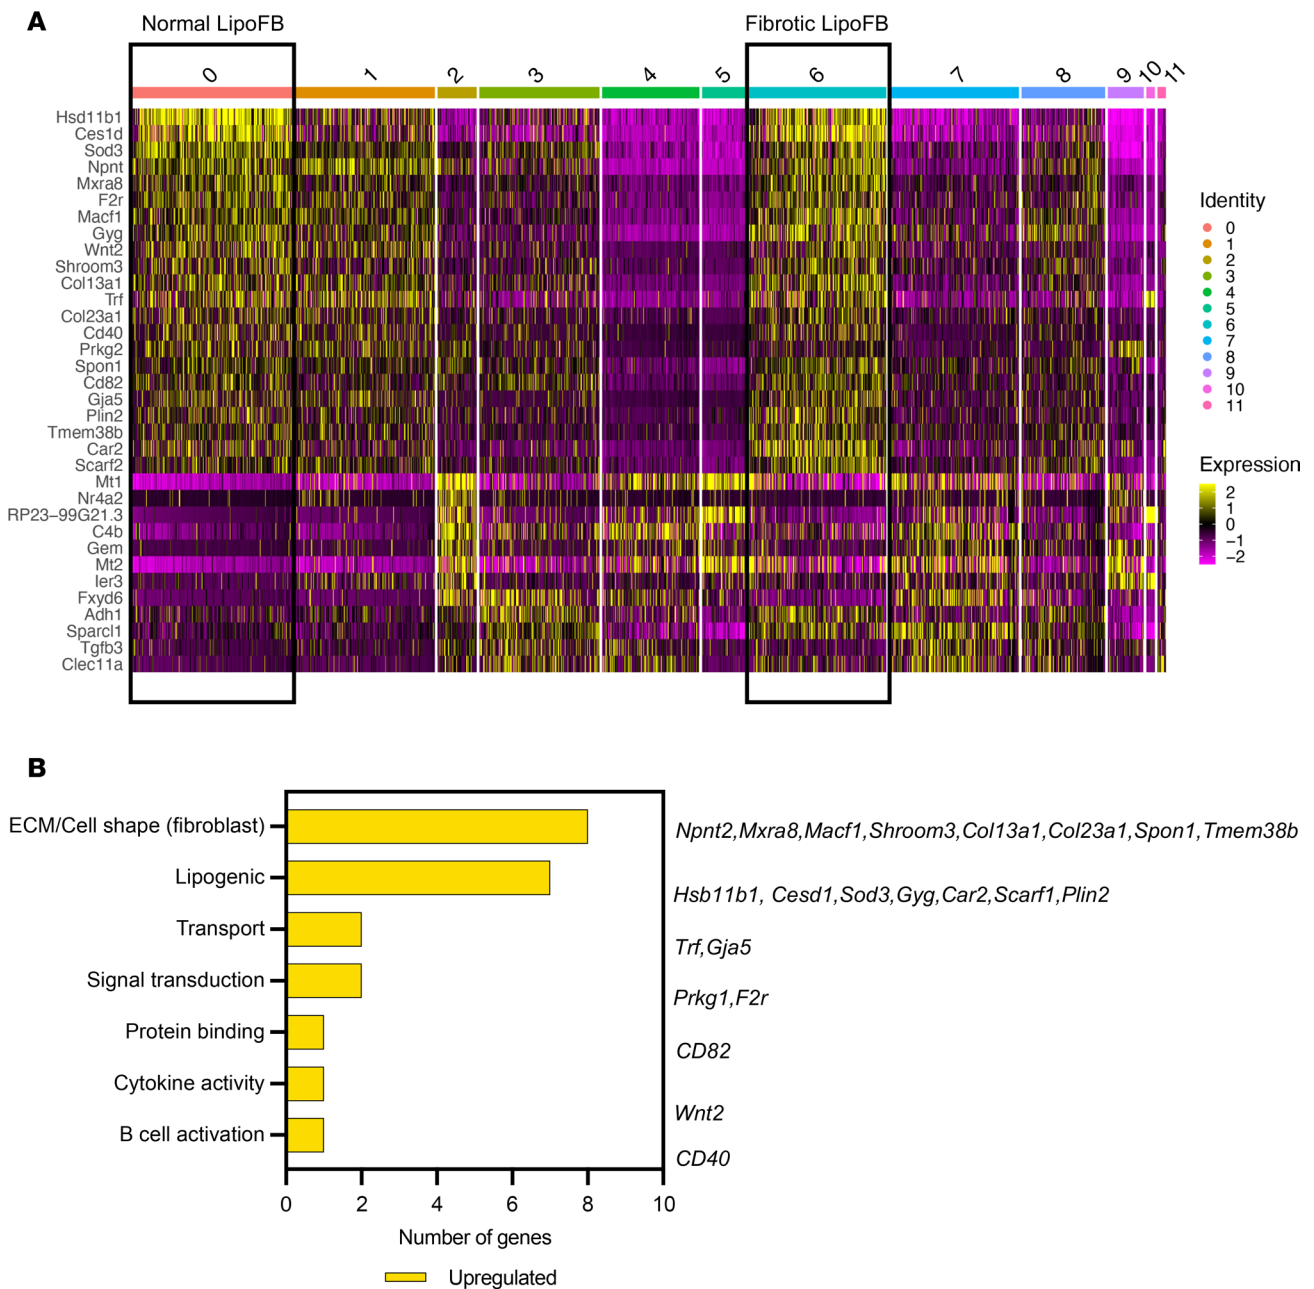 A
Normal LipoFB
Fibrotic LipoFB
0 1 2 3 4 5 6 7 8 9 10 11
Hsd11b1
Ces1d
Sod3
Npnt
Mxra8
F2r
Macf1
Gyg
Wnt2
Shroom3
Col13a1
Trf
Col23a1
Cd40
Prkg2
Spon1
Cd82
Gja5
Plin2
Tmem38b
Car2
Scarf2
Mt1
Nr4a2
RP23−99G21.3
C4b
Gem
Mt2
Ier3
Fxyd6
Adh1
Sparcl1
Tgfb3
Clec11a
Identity
0
1
2
3
4
5
6
7
8
9
10
11
Expression
2
1
0
−1
−2
B
ECM/Cell shape (fibroblast)
Npnt2,Mxra8,Macf1,Shroom3,Col13a1,Col23a1,Spon1,Tmem38b
Lipogenic
Hsb11b1, Cesd1,Sod3,Gyg,Car2,Scarf1,Plin2
Transport
Trf,Gja5
Signal transduction
Prkg1,F2r
Protein binding
CD82
Cytokine activity
Wnt2
B cell activation
CD40
0 2 4 6 8 10
Number of genes
Upregulated